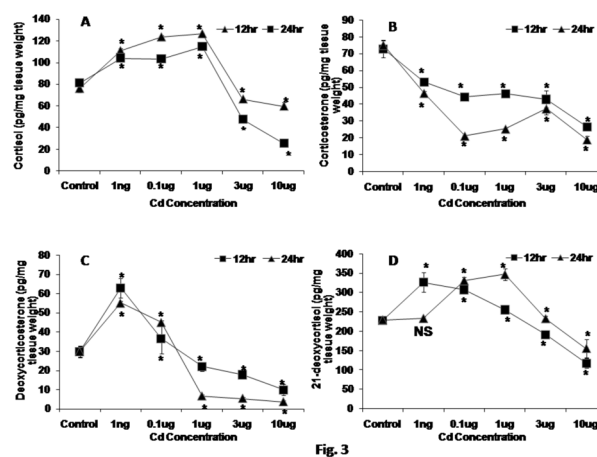 A
12hr
24hr
Cortisol (pg/mg tissue weight)
140
120
100
80
60
40
20
0
* * * * *
* * * * *
Control 1ng 0.1ug 1ug 3ug 10ug
Cd Concentration
B
12hr
24hr
Corticosterone (pg/mg tissue
weight)
90
80
70
60
50
40
30
20
10
0
* * * * *
* * * * *
Control 1ng 0.1ug 1ug 3ug 10ug
Cd Concentration
C
12hr
24hr
Deoxycorticosterone (pg/mg
tissue weight)
80
70
60
50
40
30
20
10
0
* * * * *
* * * * *
Control 1ng 0.1ug 1ug 3ug 10ug
Cd Concentration
D
12hr
24hr
21-deoxycortisol (pg/mg
tissue weight)
400
350
300
250
200
150
100
50
0
* * * * *
NS * * * *
Control 1ng 0.1ug 1ug 3ug 10ug
Cd Concentration
Fig. 3